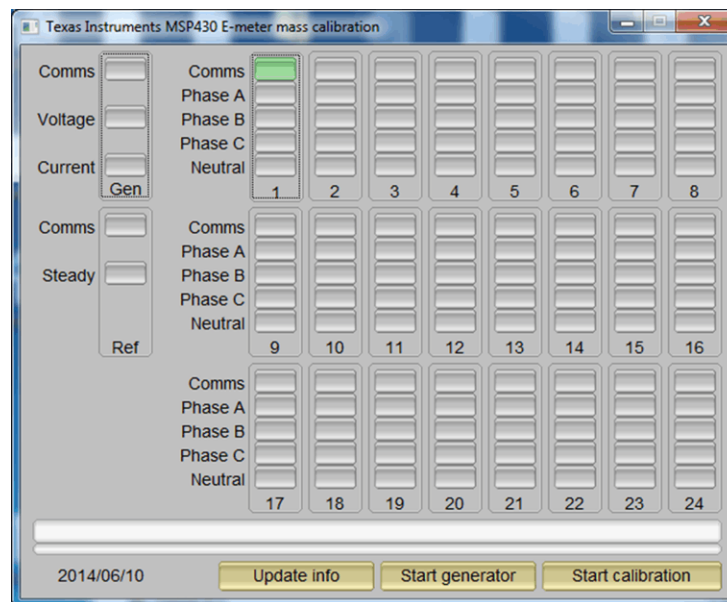 Texas Instruments MSP430 E-meter mass calibration
Comms Comms
Phase A
Voltage Phase B
Phase C
Current Neutral
Gen 1 2 3 4 5 6 7 8
Comms Comms
Phase A
Steady Phase B
Phase C
Neutral
Ref 9 10 11 12 13 14 15 16
Comms
Phase A
Phase B
Phase C
Neutral
17 18 19 20 21 22 23 24
2014/06/10 Update info Start generator Start calibration